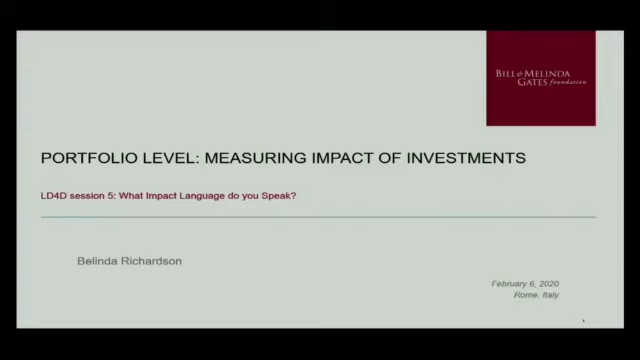 BILL & MELINDA
GATES foundation
PORTFOLIO LEVEL: MEASURING IMPACT OF INVESTMENTS
LD4D session 5: What Impact Language do you Speak?
Belinda Richardson
February 6, 2020
Rome, Italy